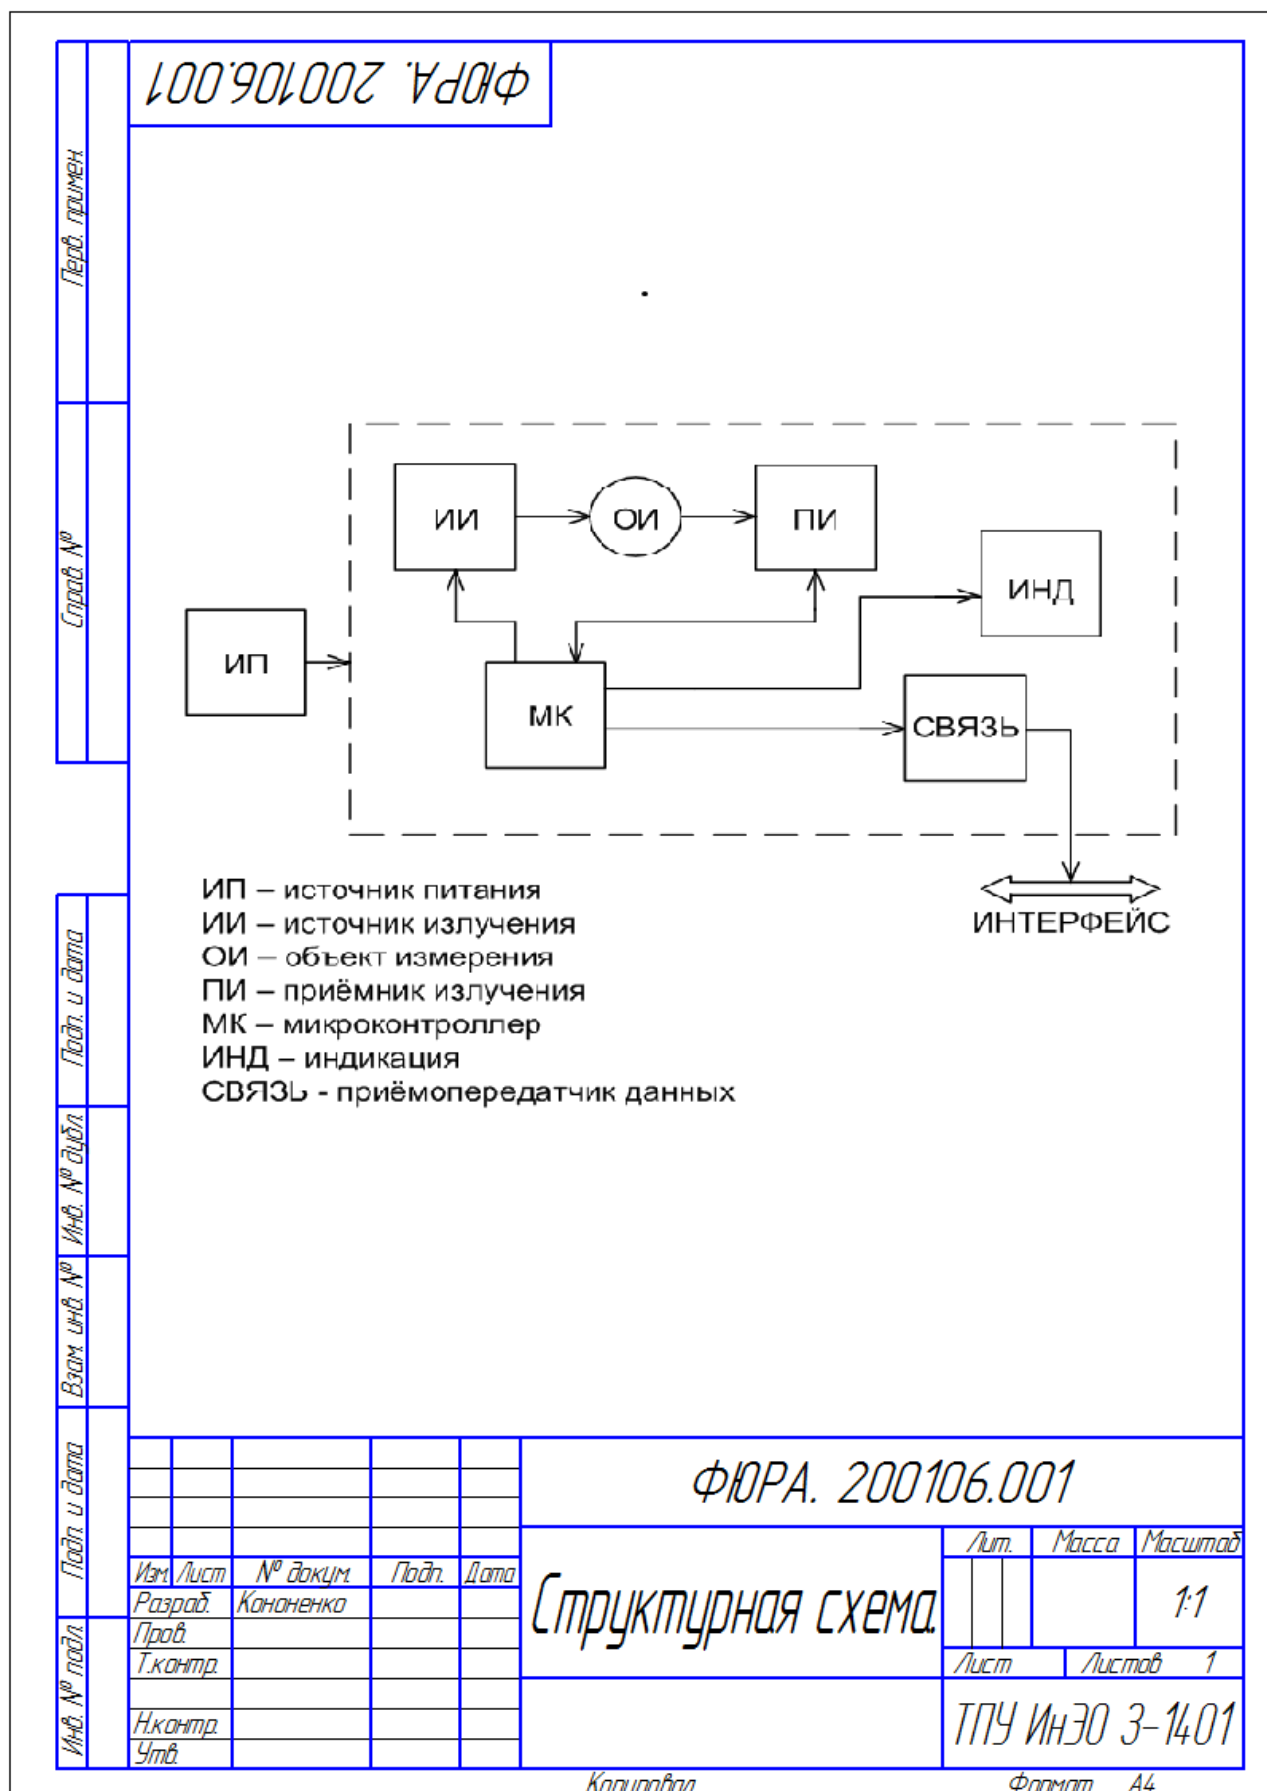 ФЮРА. 200106.001
Перв. примен.
Справ. №
ИИ
ОИ
ПИ
ИНД
ИП
МК
СВЯЗЬ
ИНТЕРФЕЙС
ИП – источник питания
ИИ – источник излучения
ОИ – объект измерения
ПИ – приёмник излучения
МК – микроконтроллер
ИНД – индикация
СВЯЗЬ - приёмопередатчик данных
Подп. и дата
Инв. № дубл.
Взам. инв. №
Подп. и дата
Инв. № подл.
ФЮРА. 200106.001
Изм. Лист № докум. Подп. Дата
Разраб. Кононенко
Пров.
Т.контр.
Н.контр.
Утв.
Структурная схема.
Лит. Масса Масштаб
1:1
Лист Листов 1
ТПУ ИнЭО З-1401
Копировал Формат А4